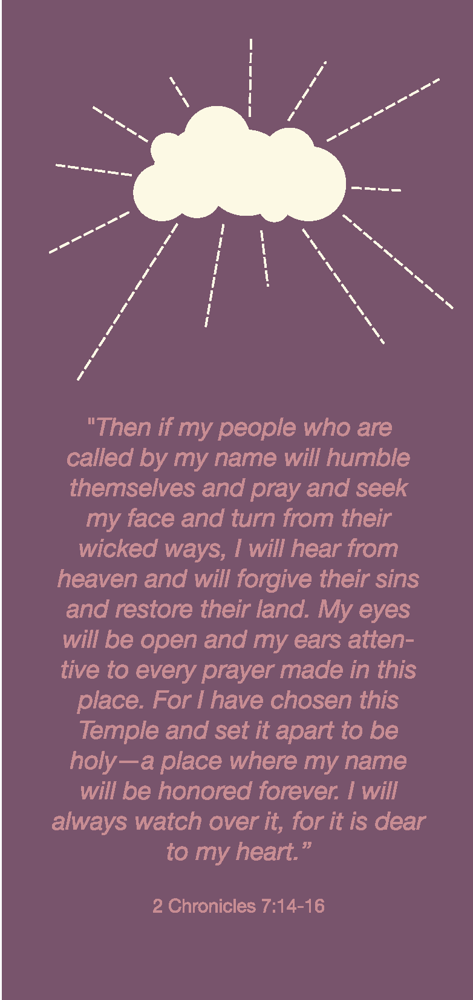 "Then if my people who are
called by my name will humble
themselves and pray and seek
my face and turn from their
wicked ways, I will hear from
heaven and will forgive their sins
and restore their land. My eyes
will be open and my ears atten-
tive to every prayer made in this
place. For I have chosen this
Temple and set it apart to be
holy—a place where my name
will be honored forever. I will
always watch over it, for it is dear
to my heart.”
2 Chronicles 7:14-16